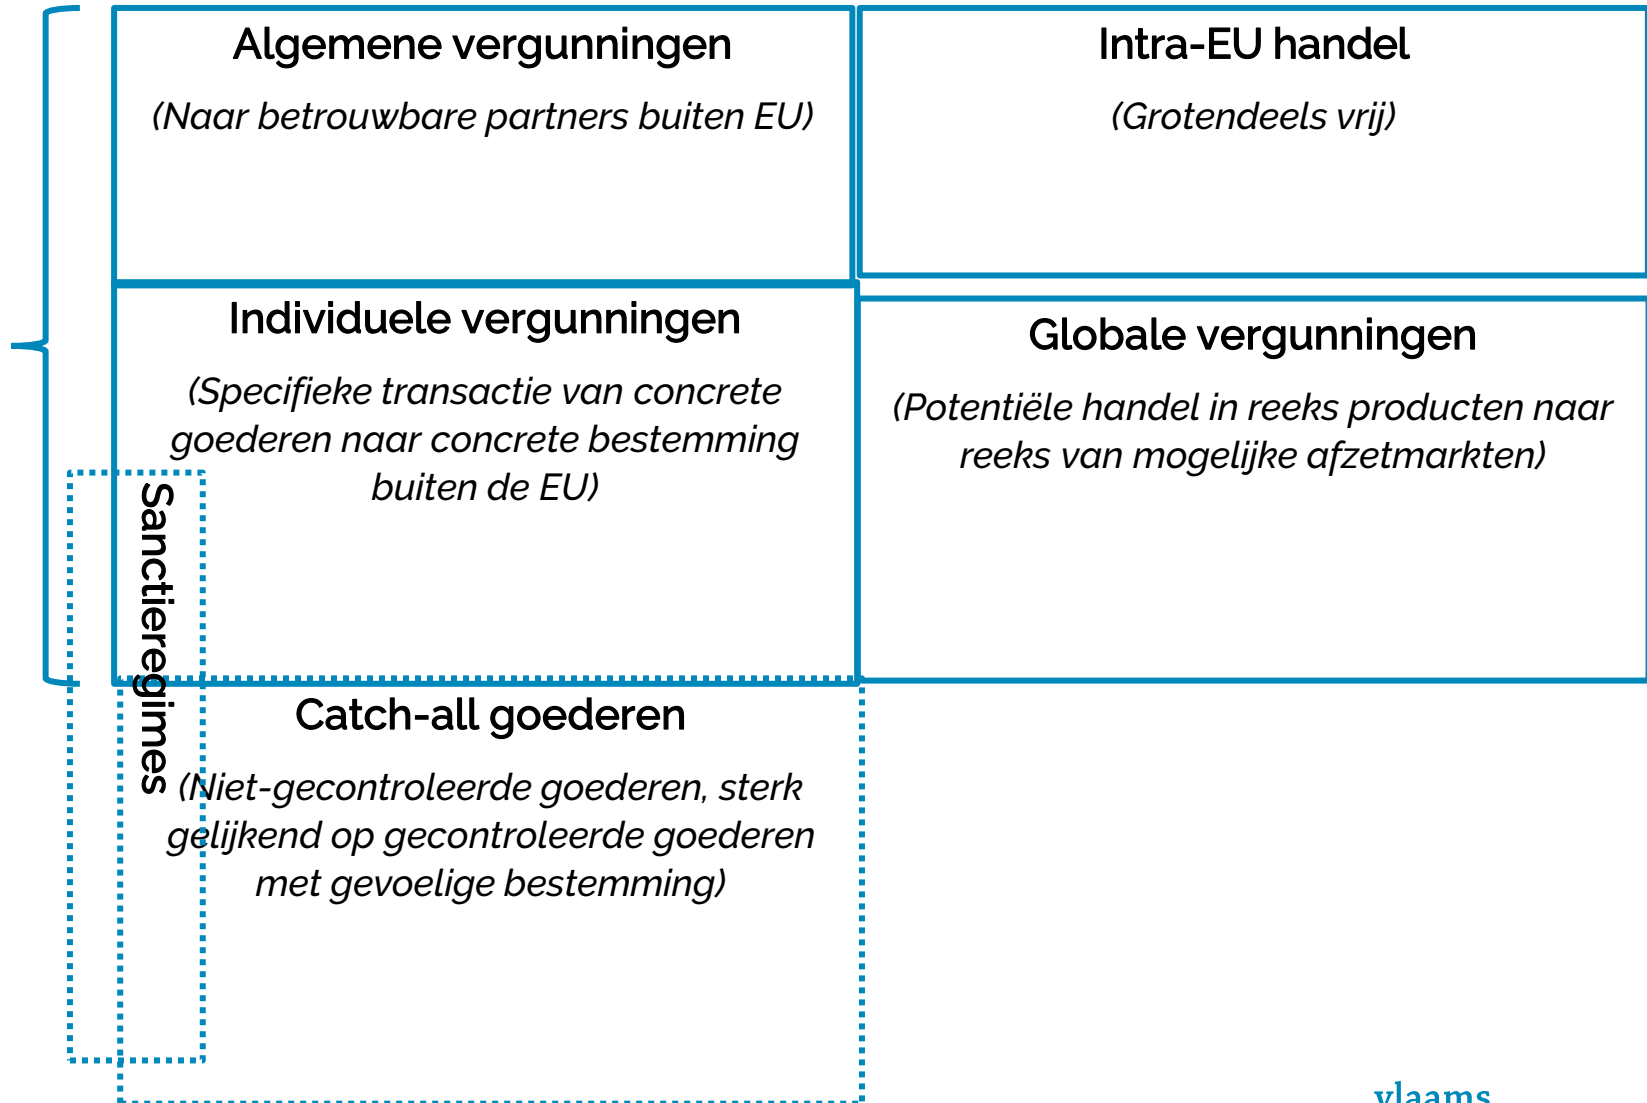 Algemene vergunningen
(Naar betrouwbare partners buiten EU)
Intra-EU handel
(Grotendeels vrij)
Individuele vergunningen
(Specifieke transactie van concrete
goederen naar concrete bestemming
buiten de EU)
Globale vergunningen
(Potentiële handel in reeks producten naar
reeks van mogelijke afzetmarkten)
Sanctieregimes
Catch-all goederen
(Niet-gecontroleerde goederen, sterk
gelijkend op gecontroleerde goederen
met gevoelige bestemming)
vlaams